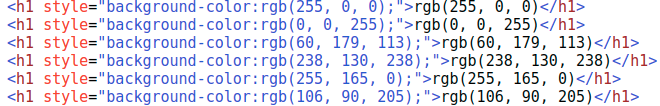 <h1 style="background-color:rgb(255, 0, 0);">rgb(255, 0, 0)</h1>
<h1 style="background-color:rgb(0, 0, 255);">rgb(0, 0, 255)</h1>
<h1 style="background-color:rgb(60, 179, 113);">rgb(60, 179, 113)</h1>
<h1 style="background-color:rgb(238, 130, 238);">rgb(238, 130, 238)</h1>
<h1 style="background-color:rgb(255, 165, 0);">rgb(255, 165, 0)</h1>
<h1 style="background-color:rgb(106, 90, 205);">rgb(106, 90, 205)</h1>